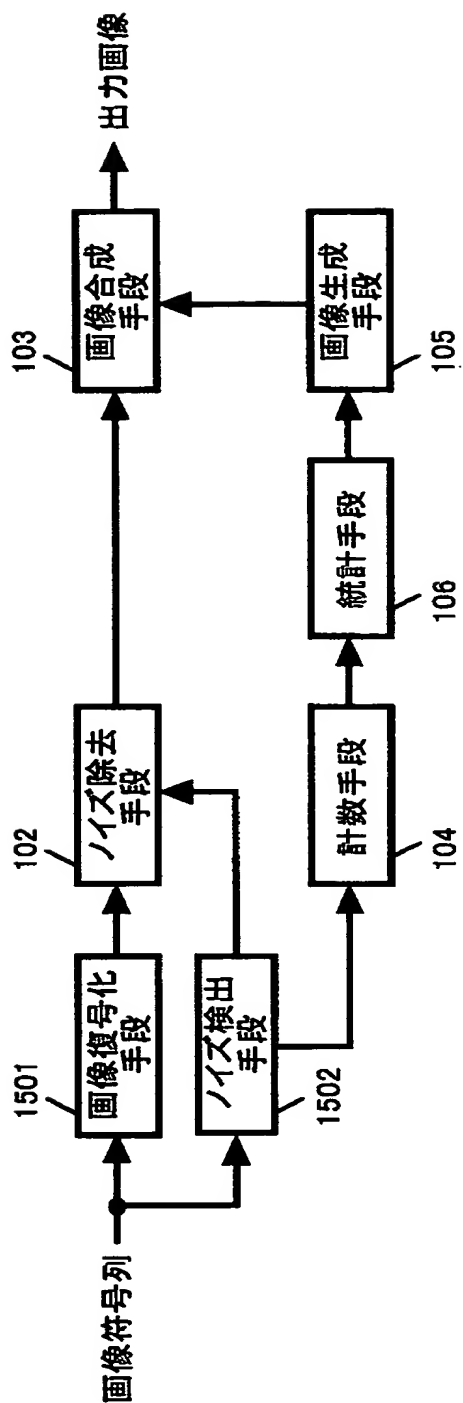 画像符号列
1501
画像復号化
手段
102
ノイズ除去
手段
103
画像合成
手段
出力画像
ノイズ検出
手段
1502
計数手段
104
統計手段
106
画像生成
手段
105